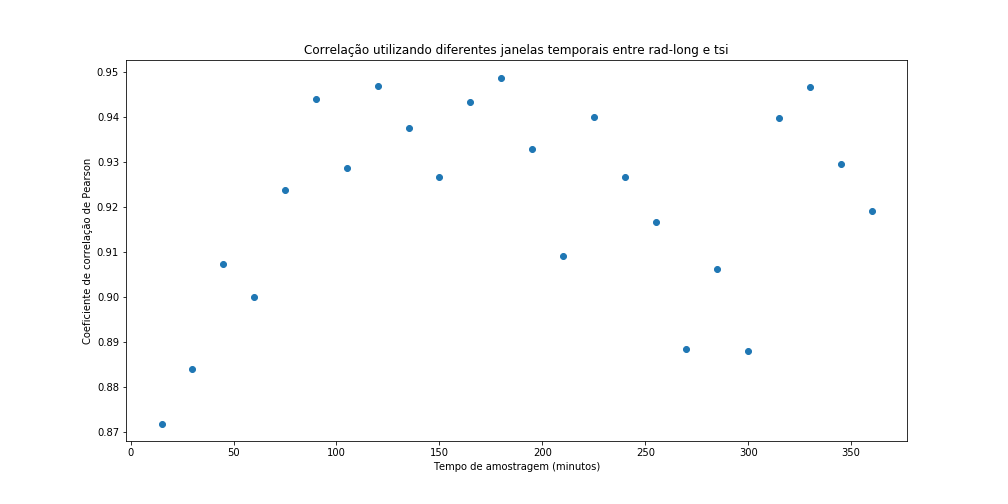 Correlação utilizando diferentes janelas temporais entre rad-long e tsi
0.95
0.94
0.93
0.92
0.91
0.90
0.89
0.88
0.87
Coeficiente de correlação de Pearson
0 50 100 150 200 250 300 350
Tempo de amostragem (minutos)